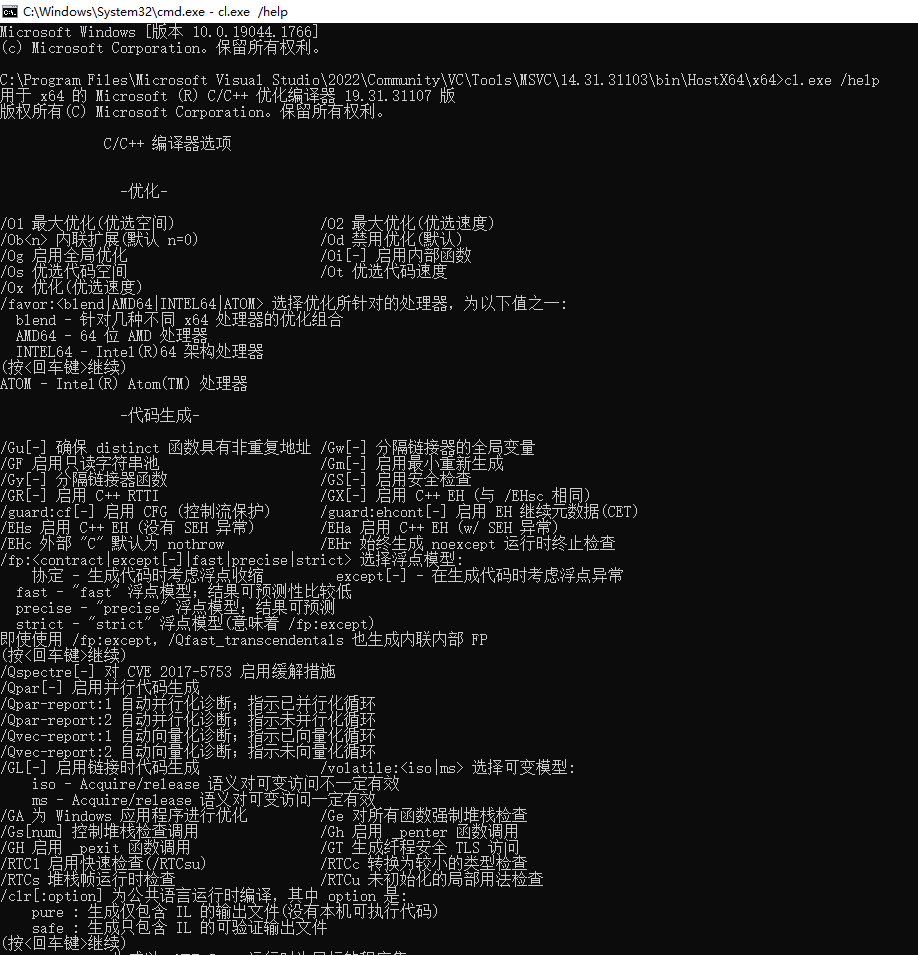 C:\Windows\System32\cmd.exe - cl.exe /help
Microsoft Windows [版本 10.0.19044.1766]
(c) Microsoft Corporation。保留所有权利。
C:\Program Files\Microsoft Visual Studio\2022\Community\VC\Tools\MSVC\14.31.31103\bin\HostX64\x64>cl.exe /help
用于 x64 的 Microsoft (R) C/C++ 优化编译器 19.31.31107 版
版权所有(C) Microsoft Corporation。保留所有权利。
C/C++ 编译器选项
-优化-
/O1 最大优化(优选空间) /O2 最大优化(优选速度)
/Ob<n> 内联扩展(默认 n=0) /Od 禁用优化(默认)
/Og 启用全局优化 /Oi[-] 启用内部函数
/Os 优选代码空间 /Ot 优选代码速度
/Ox 优化(优选速度)
/favor:<blend|AMD64|INTEL64|ATOM> 选择优化所针对的处理器，为以下值之一:
blend - 针对几种不同 x64 处理器的优化组合
AMD64 - 64 位 AMD 处理器
INTEL64 - Intel(R)64 架构处理器
(按<回车键>继续)
ATOM - Intel(R) Atom(TM) 处理器
-代码生成-
/Gu[-] 确保 distinct 函数具有非重复地址 /Gw[-] 分隔链接器的全局变量
/GF 启用只读字符串池 /Gm[-] 启用最小重新生成
/Gy[-] 分隔链接器函数 /GS[-] 启用安全检查
/GR[-] 启用 C++ RTTI /GX[-] 启用 C++ EH (与 /EHsc 相同)
/guard:cf[-] 启用 CFG (控制流保护) /guard:ehcont[-] 启用 EH 继续元数据(CET)
/EHs 启用 C++ EH (没有 SEH 异常) /EHa 启用 C++ EH (w/ SEH 异常)
/EHc 外部 "C" 默认为 nothrow /EHr 始终生成 noexcept 运行时终止检查
/fp:<contract|except[-]|fast|precise|strict> 选择浮点模型:
协定 - 生成代码时考虑浮点收缩 except[-] - 在生成代码时考虑浮点异常
fast - "fast" 浮点模型；结果可预测性比较低
precise - "precise" 浮点模型；结果可预测
strict - "strict" 浮点模型(意味着 /fp:except)
即使使用 /fp:except，/Qfast_transcendentals 也生成内联内部 FP
(按<回车键>继续)
/Qspectre[-] 对 CVE 2017-5753 启用缓解措施
/Qpar[-] 启用并行代码生成
/Qpar-report:1 自动并行化诊断；指示已并行化循环
/Qpar-report:2 自动并行化诊断；指示未并行化循环
/Qvec-report:1 自动向量化诊断；指示已向量化循环
/Qvec-report:2 自动向量化诊断；指示未向量化循环
/GL[-] 启用链接时代码生成 /volatile:<iso|ms> 选择可变模型:
iso - Acquire/release 语义对可变访问不一定有效
ms - Acquire/release 语义对可变访问一定有效
/GA 为 Windows 应用程序进行优化 /Ge 对所有函数强制堆栈检查
/Gs[num] 控制堆栈检查调用 /Gh 启用 _penter 函数调用
/GH 启用 _pexit 函数调用 /GT 生成纤程安全 TLS 访问
/RTC1 启用快速检查(/RTCsu) /RTCc 转换为较小的类型检查
/RTCs 堆栈帧运行时检查 /RTCu 未初始化的局部用法检查
/clr[:option] 为公共语言运行时编译，其中 option 是:
pure : 生成仅包含 IL 的输出文件(没有本机可执行代码)
safe : 生成只包含 IL 的可验证输出文件
(按<回车键>继续)